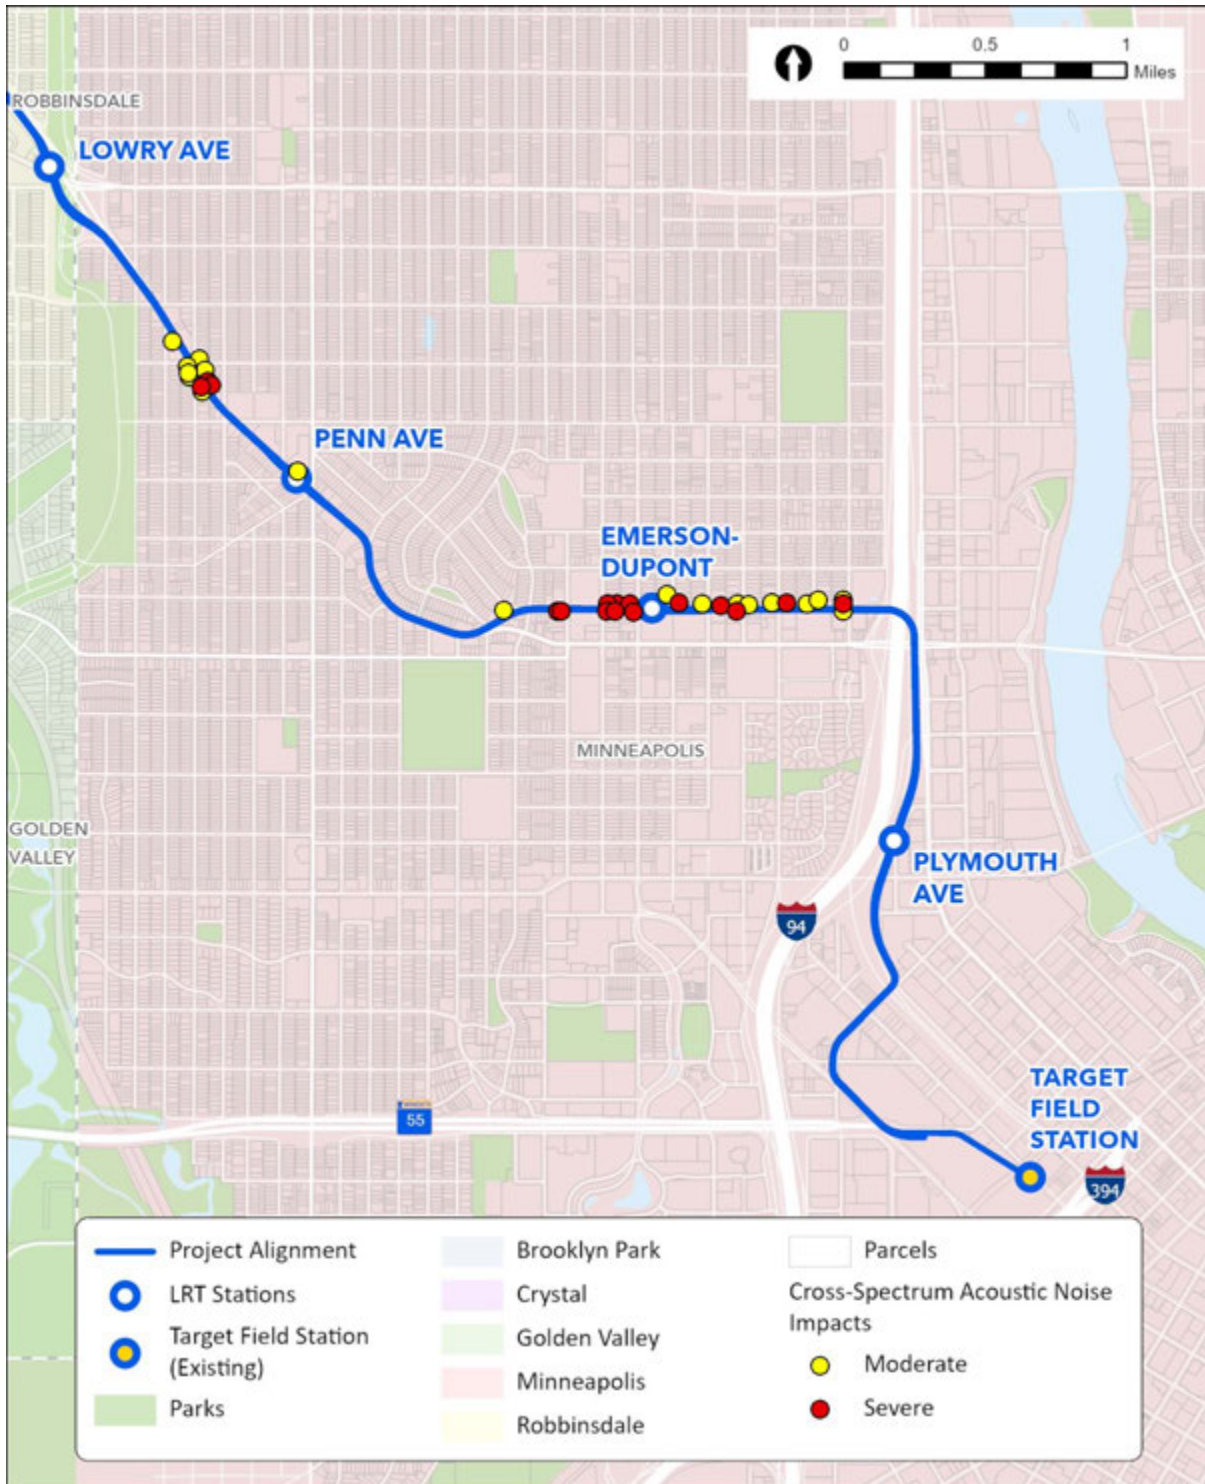 0 0.5 1
Miles
ROBBINSDALE
LOWRY AVE
PENN AVE
EMERSON-
DUPONT
MINNEAPOLIS
GOLDEN
VALLEY
PLYMOUTH
AVE
94
TARGET
FIELD
STATION
55
394
Project Alignment
LRT Stations
Target Field Station
(Existing)
Parks
Brooklyn Park
Crystal
Golden Valley
Minneapolis
Robbinsdale
Parcels
Cross-Spectrum Acoustic Noise
Impacts
Moderate
Severe